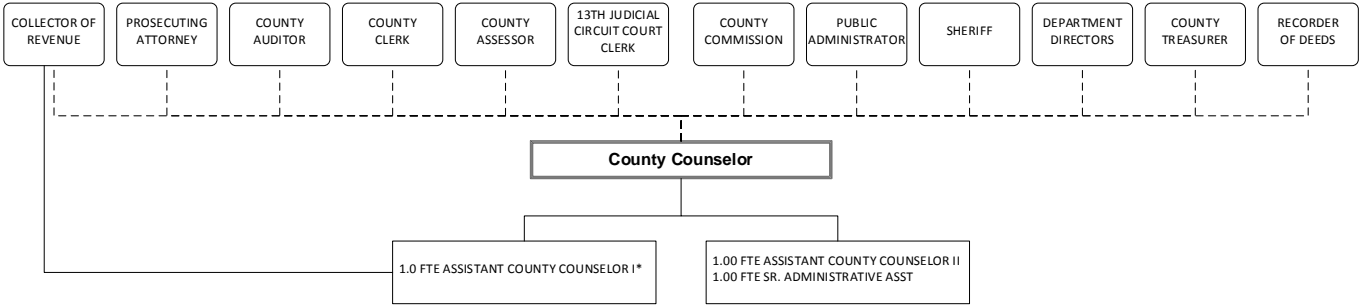 COLLECTOR OF
REVENUE
PROSECUTING
ATTORNEY
COUNTY
AUDITOR
COUNTY
CLERK
COUNTY
ASSESSOR
13TH JUDICIAL
CIRCUIT COURT
CLERK
COUNTY
COMMISSION
PUBLIC
ADMINISTRATOR
SHERIFF
DEPARTMENT
DIRECTORS
COUNTY
TREASURER
RECORDER
OF DEEDS
County Counselor
1.0 FTE ASSISTANT COUNTY COUNSELOR I*
1.00 FTE ASSISTANT COUNTY COUNSELOR II
1.00 FTE SR. ADMINISTRATIVE ASST